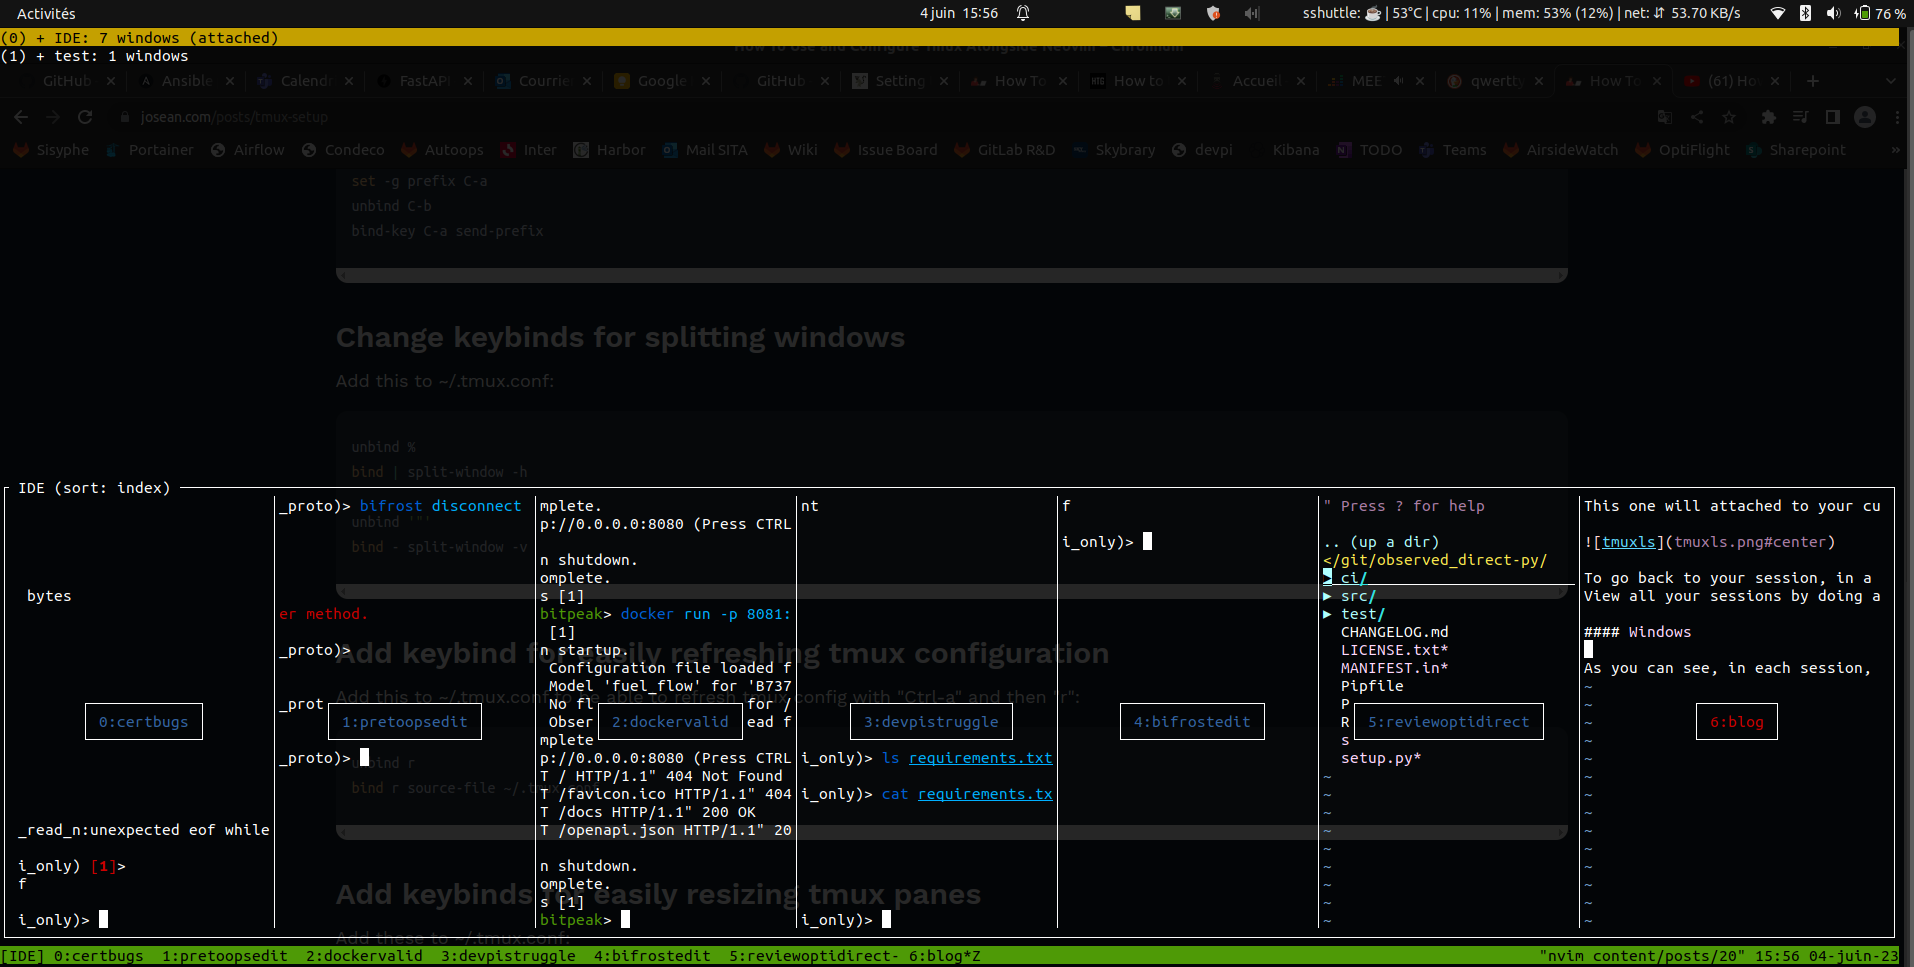 Activités
4 juin 15:56
sshuttle: ☕ | 53°C | cpu: 11% | mem: 53% (12%) | net: ⇵ 53.70 KB/s
76 %
(0) + IDE: 7 windows (attached)
How To Use and Configure Tmux Alongside Neovim - Chromium
(1) + test: 1 windows
GitHub
Ansible
Calendr
FastAPI
Courrie
Google
GitHub
Setting
How To
How to
Accueil
MEE
qwertty
How To
(61) Ho
josean.com/posts/tmux-setup
Sisyphe
Portainer
Airflow
Condeco
Autoops
Inter
Harbor
Mail SITA
Wiki
Issue Board
GitLab R&D
Skybrary
devpi
Kibana
TODO
Teams
AirsideWatch
OptiFlight
Sharepoint
»
set -g prefix C-a
unbind C-b
bind-key C-a send-prefix
Change keybinds for splitting windows
Add this to ~/.tmux.conf:
unbind %
bind | split-window -h
unbind '"'
bind - split-window -v
Add keybind for easily refreshing tmux configuration
Add this to ~/.tmux.conf to be able to refresh tmux config with "Ctrl-a" and then "r":
unbind r
bind r source-file ~/.tmux.conf
Add keybinds for easily resizing tmux panes
Add these to ~/.tmux.conf:
IDE (sort: index)
bytes
0:certbugs
_read_n:unexpected eof while
i_only) [1]>
f
i_only)>
_proto)> bifrost disconnect
er method.
_proto)>
_prot
1:pretoopsedit
_proto)>
mplete.
p://0.0.0.0:8080 (Press CTRL
n shutdown.
omplete.
s [1]
bitpeak> docker run -p 8081:
[1]
n startup.
Configuration file loaded f
Model 'fuel_flow' for 'B737
No fl for /
Obser ead f
2:dockervalid
mplete
p://0.0.0.0:8080 (Press CTRL
T / HTTP/1.1" 404 Not Found
T /favicon.ico HTTP/1.1" 404
T /docs HTTP/1.1" 200 OK
T /openapi.json HTTP/1.1" 20
n shutdown.
omplete.
s [1]
bitpeak>
nt
3:devpistruggle
i_only)> ls requirements.txt
i_only)> cat requirements.tx
i_only)>
f
i_only)>
4:bifrostedit
" Press ? for help
.. (up a dir)
</git/observed_direct-py/
▸ ci/
▸ src/
▸ test/
CHANGELOG.md
LICENSE.txt*
MANIFEST.in*
Pipfile
P
R
5:reviewoptidirect
s
setup.py*
~
~
~
~
~
~
~
~
~
This one will attached to your cu
![tmuxls](tmuxls.png#center)
To go back to your session, in a
View all your sessions by doing a
#### Windows
As you can see, in each session,
~
~
~
6:blog
~
~
~
~
~
~
~
~
~
~
~
[IDE] 0:certbugs 1:pretoopsedit 2:dockervalid 3:devpistruggle 4:bifrostedit 5:reviewoptidirect- 6:blog*Z
"nvim content/posts/20" 15:56 04-juin-23